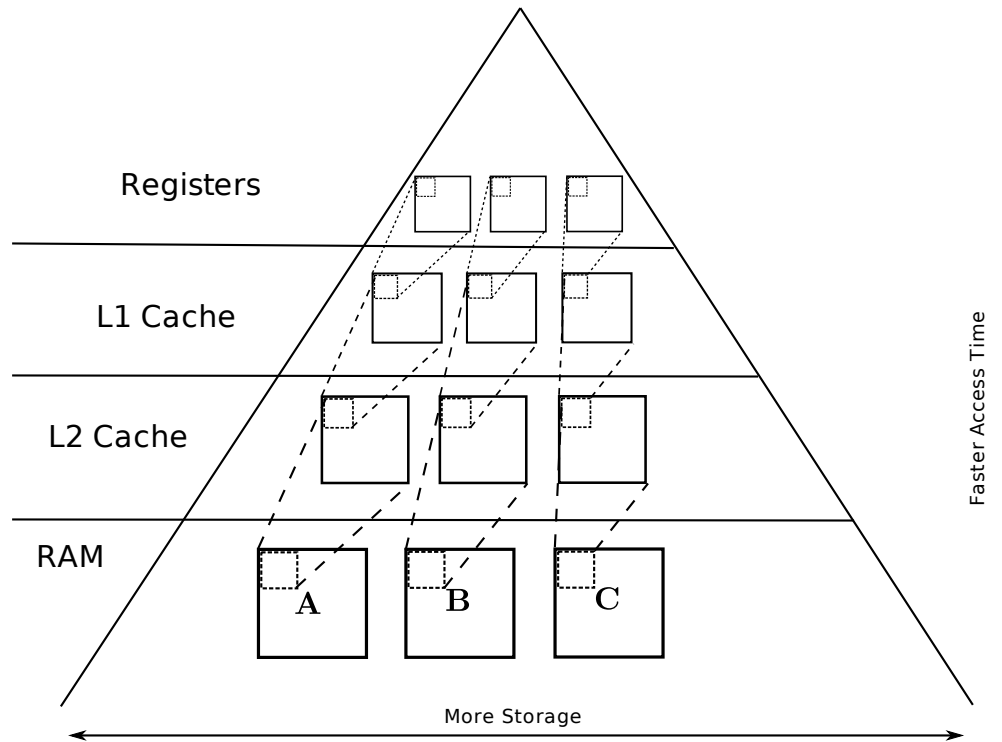 Registers
L1 Cache
L2 Cache
RAM
A
B
C
More Storage
Faster Access Time